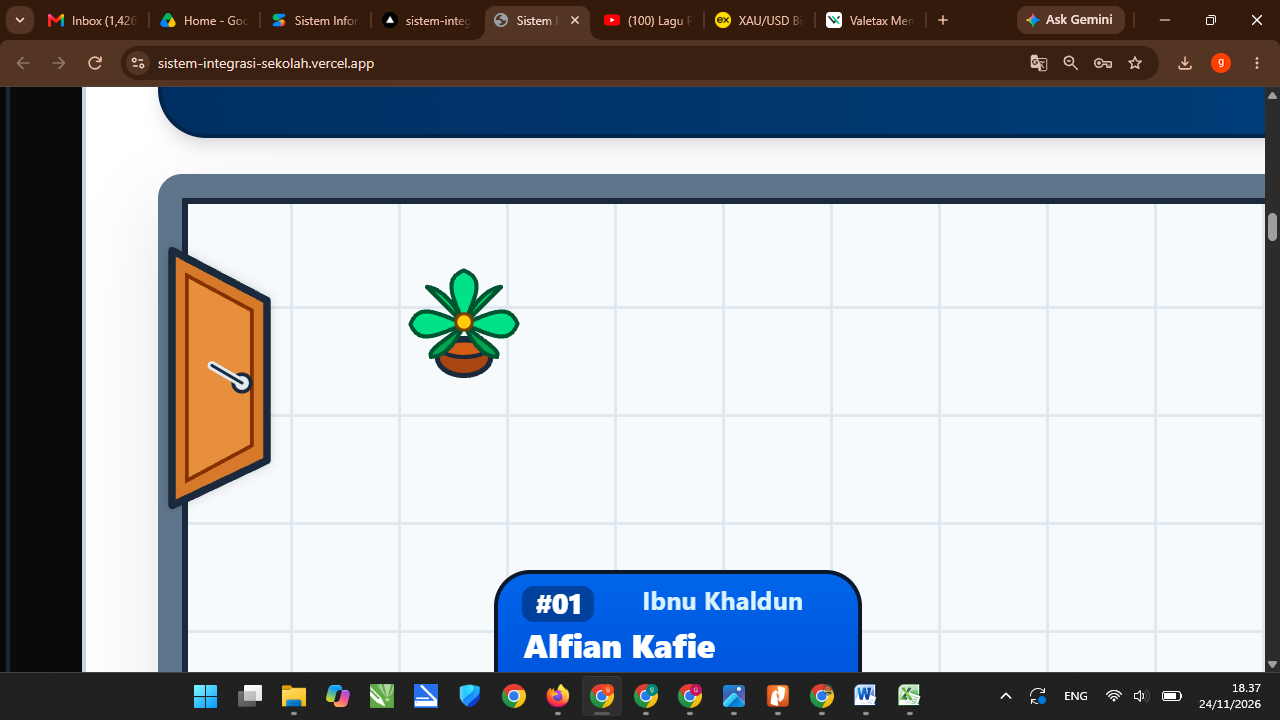 Inbox (1,426
Home - Goo
Sistem Infor
sistem-integ
Sistem
(100) Lagu
XAU/USD Bi
Valetax Mem
Ask Gemini
sistem-integrasi-sekolah.vercel.app
g
#01
Ibnu Khaldun
Alfian Kafie
ENG
18.37
24/11/2026